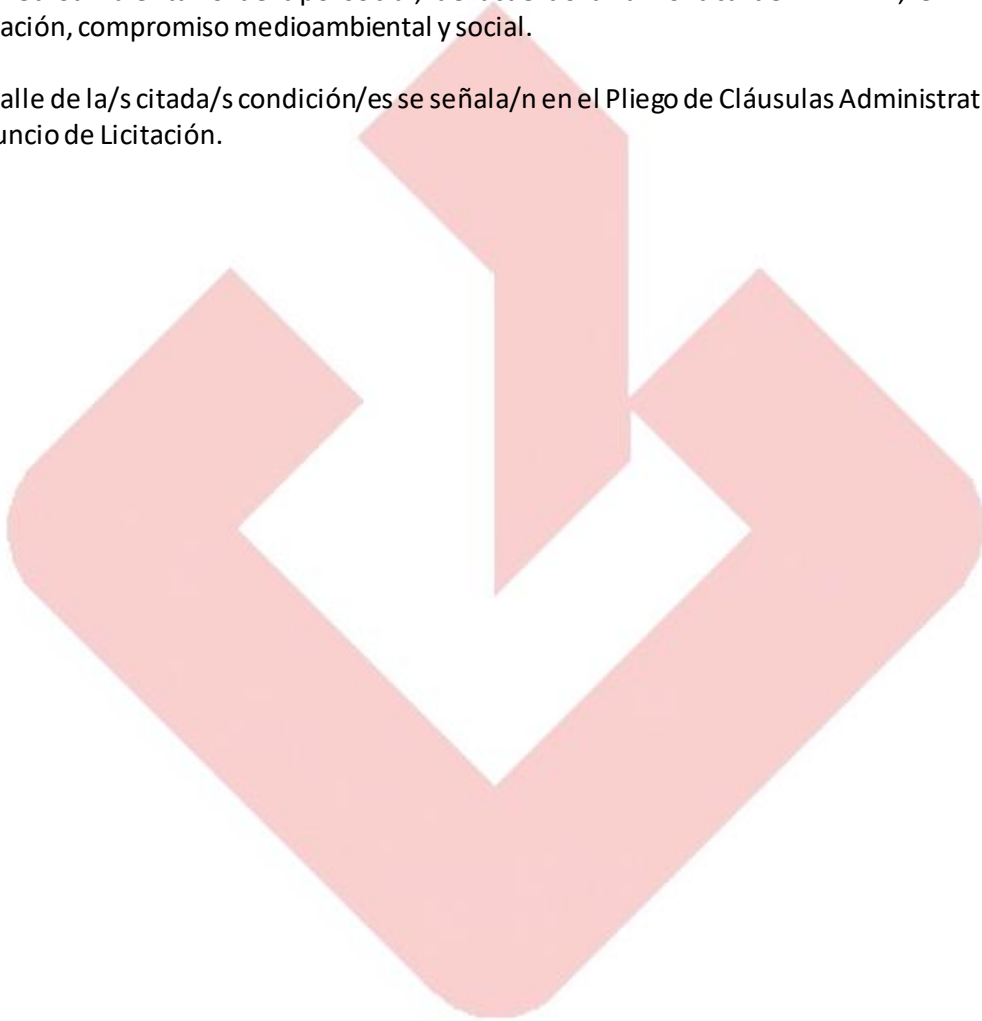 ación, compromiso medioambiental y social.
alle de la/s citada/s condición/es se señala/n en el Pliego de Cláusulas Administrat
uncio de Licitación.